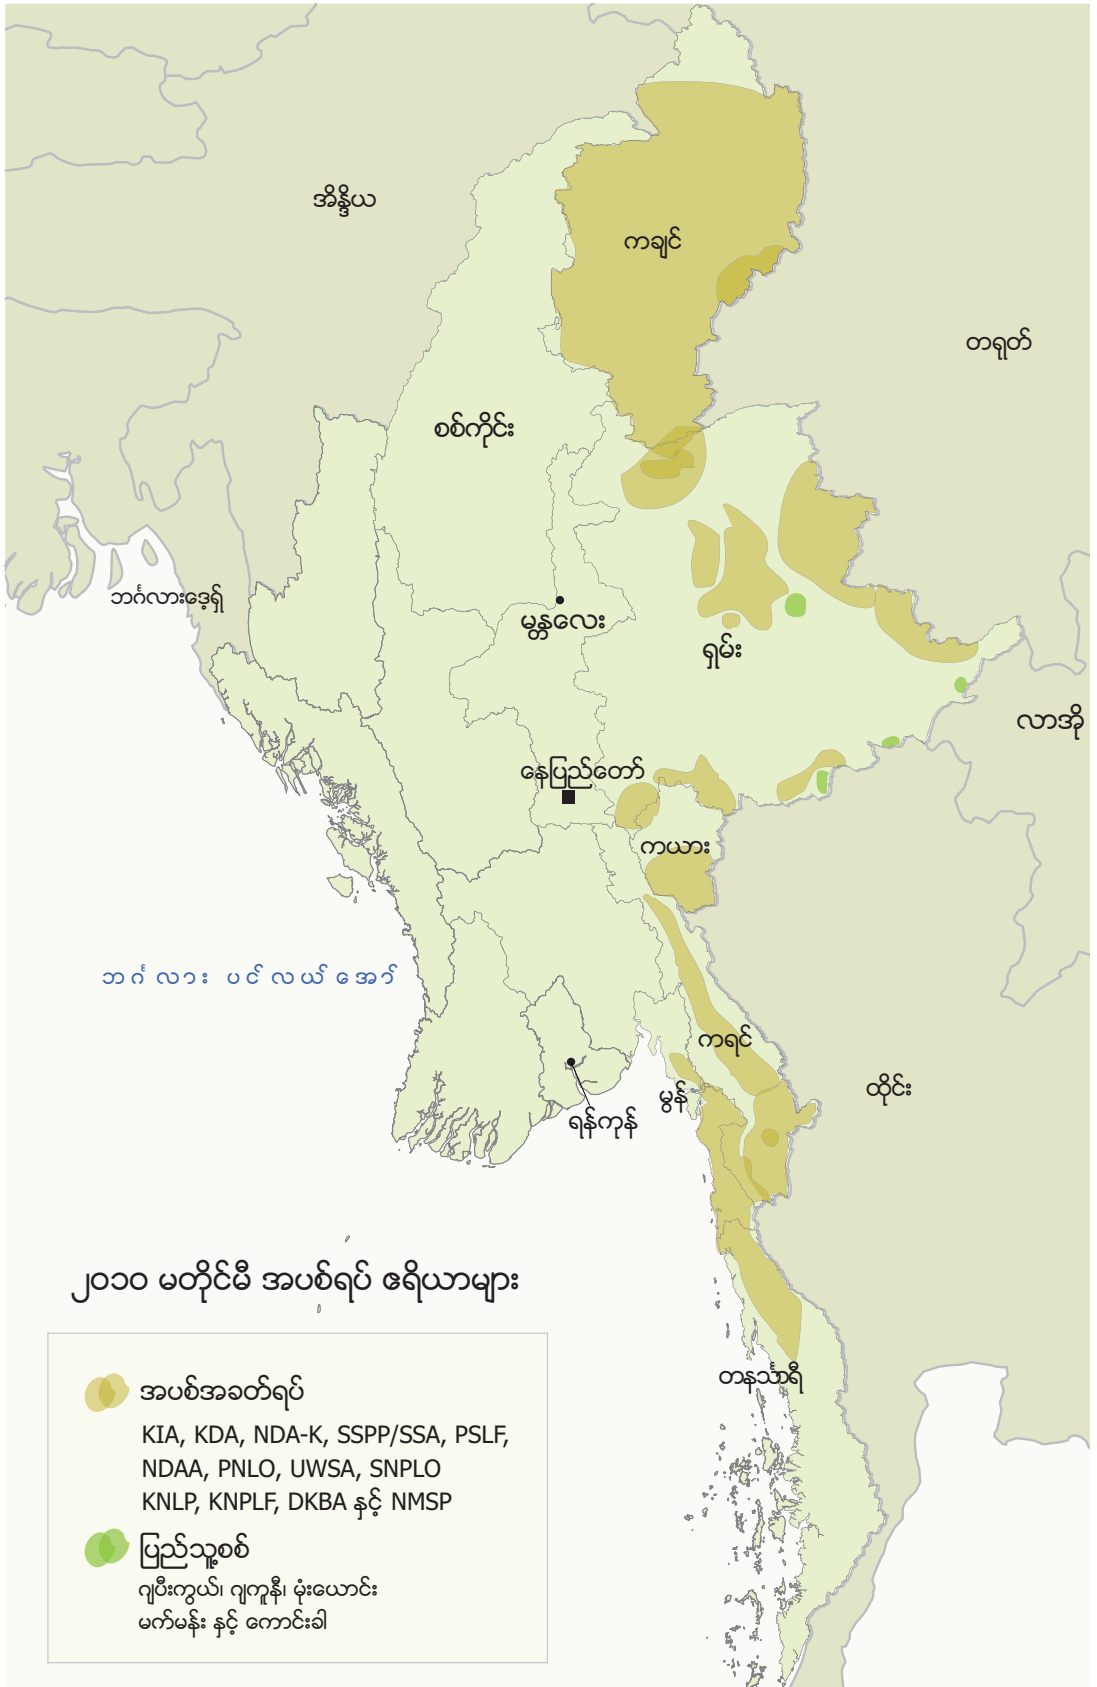 အိန္ဒိယ
ကချင်
တရုတ်
စစ်ကိုင်း
ဘင်္ဂလားဒေ့ရှ်
မန္တလေး
ရှမ်း
လာအို
နေပြည်တော်
ကယား
ဘင်္ဂလား ပင်လယ်အော်
ကရင်
ထိုင်း
မွန်
ရန်ကုန်
၂၀၁၀ မတိုင်မီ အပစ်ရပ် ဧရိယာများ
တနင်္သာရီ
အပစ်အခတ်ရပ်
KIA, KDA, NDA-K, SSPP/SSA, PSLF,
NDAA, PNLO, UWSA, SNPLO
KNLP, KNPLF, DKBA နှင့် NMSP
ပြည်သူ့စစ်
ဂျပီးကွယ်၊ ဂျကူနီ၊ မုံးယောင်း
မက်မန်း နှင့် ကောင်းခါ